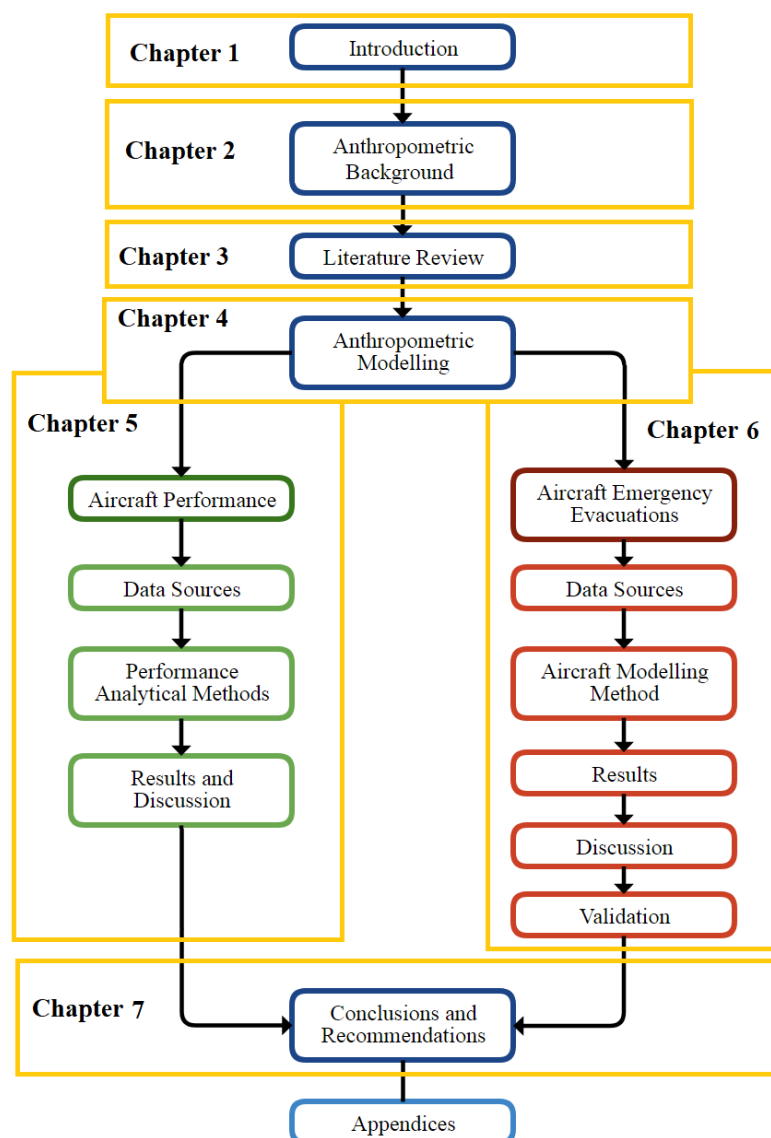 Chapter 1
Introduction
Chapter 2
Anthropometric
Background
Chapter 3
Literature Review
Chapter 4
Anthropometric
Modelling
Chapter 5
Aircraft Performance
Data Sources
Performance
Analytical Methods
Results and
Discussion
Chapter 6
Aircraft Emergency
Evacuations
Data Sources
Aircraft Modelling
Method
Results
Discussion
Validation
Chapter 7
Conclusions and
Recommendations
Appendices